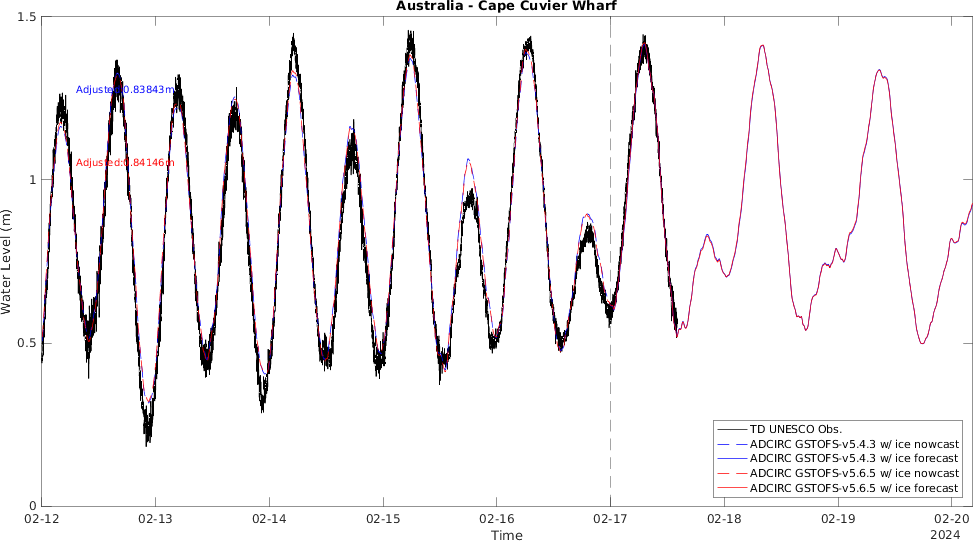 Australia - Cape Cuvier Wharf
1.5
Adjusted:0.83843m
Adjusted:0.84146m
1
Water Level (m)
0.5
TD UNESCO Obs.
ADCIRC GSTOFS-v5.4.3 w/ ice nowcast
ADCIRC GSTOFS-v5.4.3 w/ ice forecast
ADCIRC GSTOFS-v5.6.5 w/ ice nowcast
ADCIRC GSTOFS-v5.6.5 w/ ice forecast
0
02-12 02-13 02-14 02-15 02-16 02-17 02-18 02-19 02-20
Time
2024